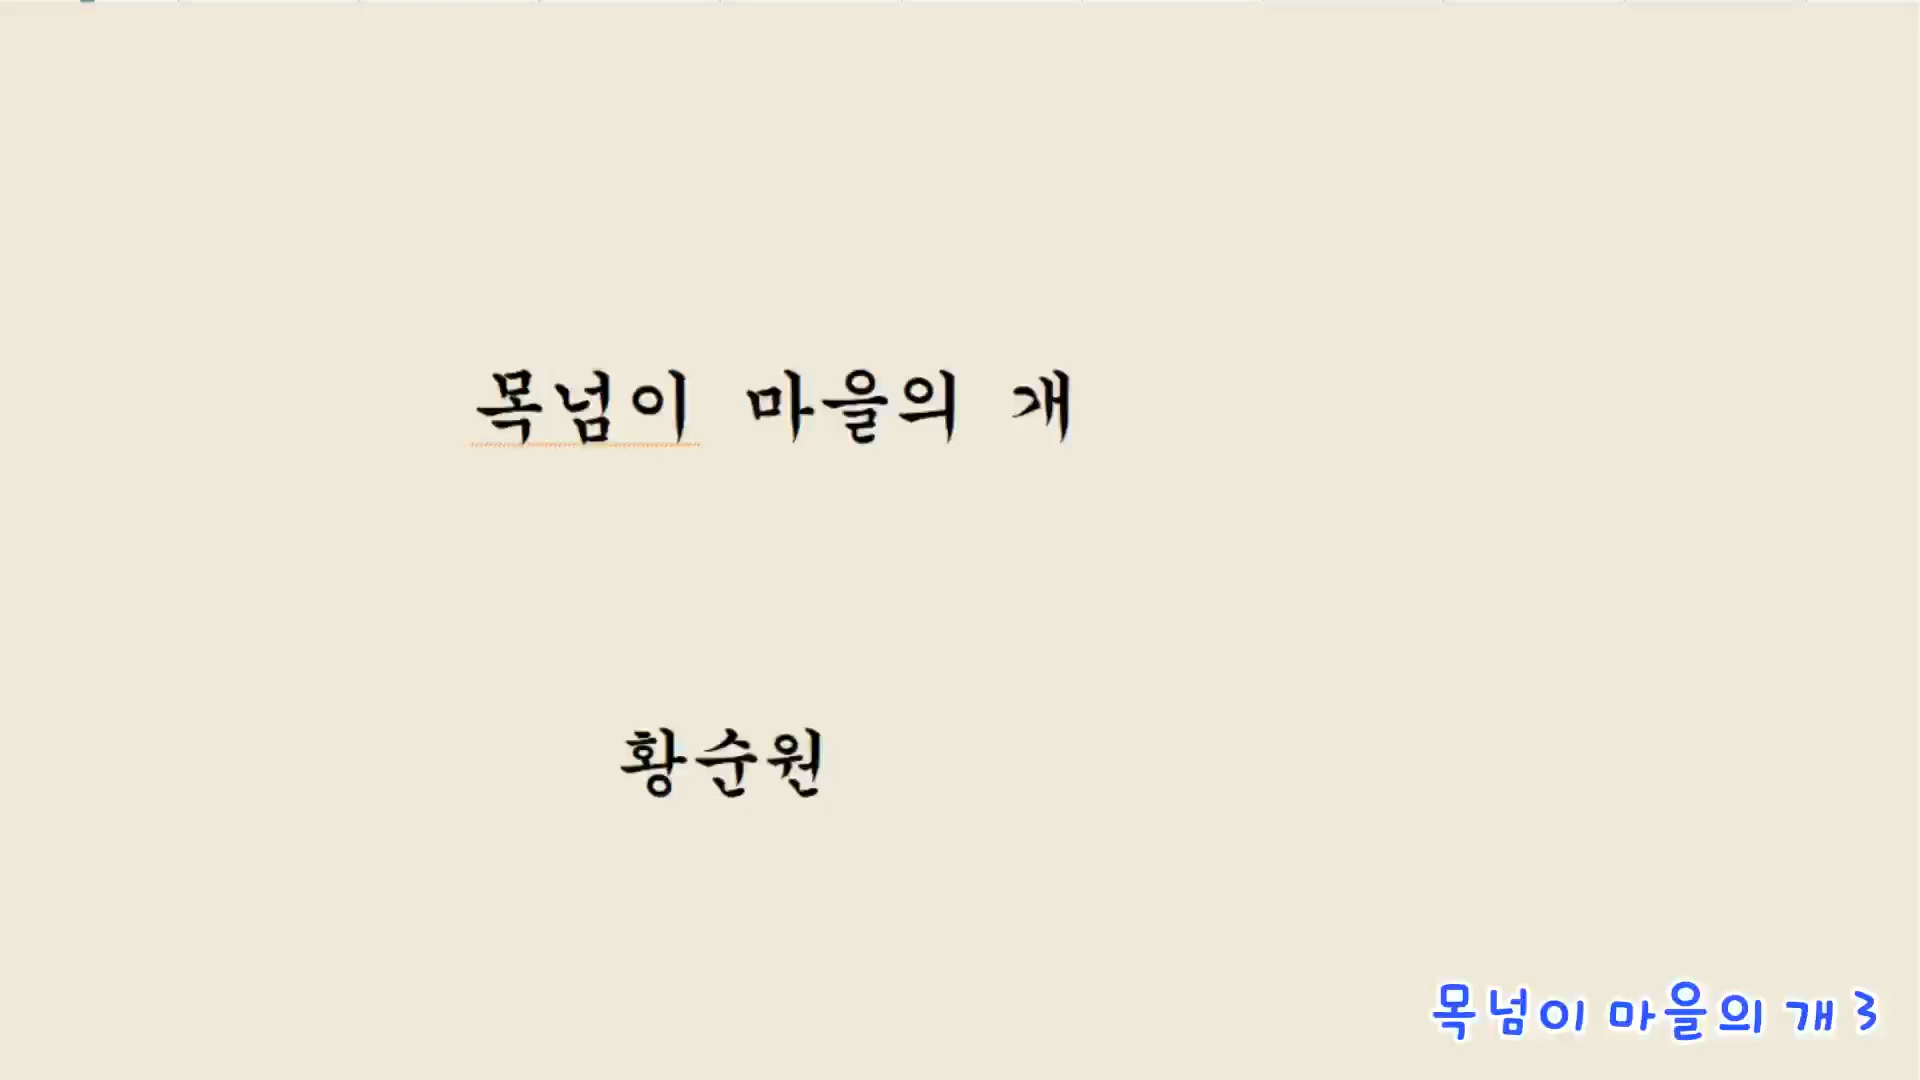 목넘이 마을의 개
황순원
목넘이 마을의 개 3